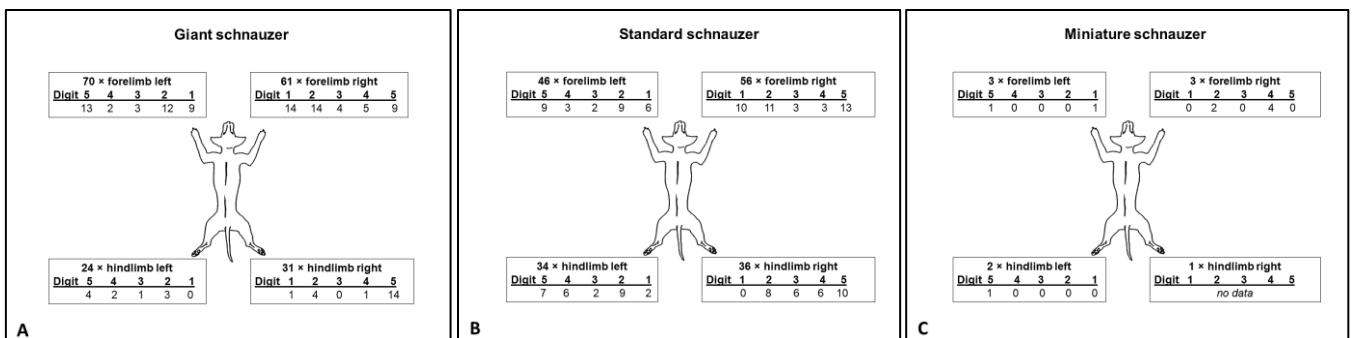 Giant schnauzer
70 × forelimb left
Digit 5 4 3 2 1
13 2 3 12 9
61 × forelimb right
Digit 1 2 3 4 5
14 14 4 5 9
24 × hindlimb left
Digit 5 4 3 2 1
4 2 1 3 0
31 × hindlimb right
Digit 1 2 3 4 5
1 4 0 1 14
A
Standard schnauzer
46 × forelimb left
Digit 5 4 3 2 1
9 3 2 9 6
56 × forelimb right
Digit 1 2 3 4 5
10 11 3 3 13
34 × hindlimb left
Digit 5 4 3 2 1
7 6 2 9 2
36 × hindlimb right
Digit 1 2 3 4 5
0 8 6 6 10
B
Miniature schnauzer
3 × forelimb left
Digit 5 4 3 2 1
1 0 0 0 1
3 × forelimb right
Digit 1 2 3 4 5
0 2 0 4 0
2 × hindlimb left
Digit 5 4 3 2 1
1 0 0 0 0
1 × hindlimb right
Digit 1 2 3 4 5
no data
C